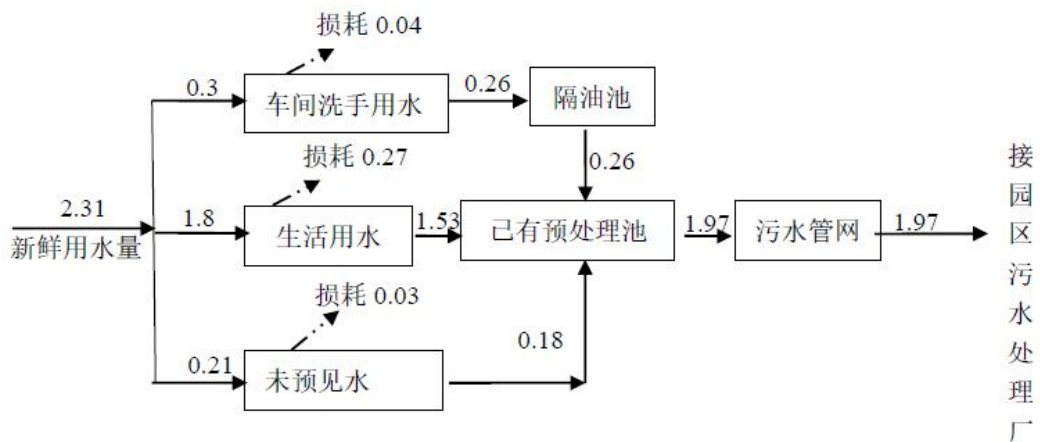 损耗 0.04
0.3
车间洗手用水
0.26
隔油池
0.26
损耗 0.27
2.31
新鲜用水量
1.8
生活用水
1.53
已有预处理池
1.97
污水管网
1.97
接园区污水处理厂
损耗 0.03
0.21
未预见水
0.18